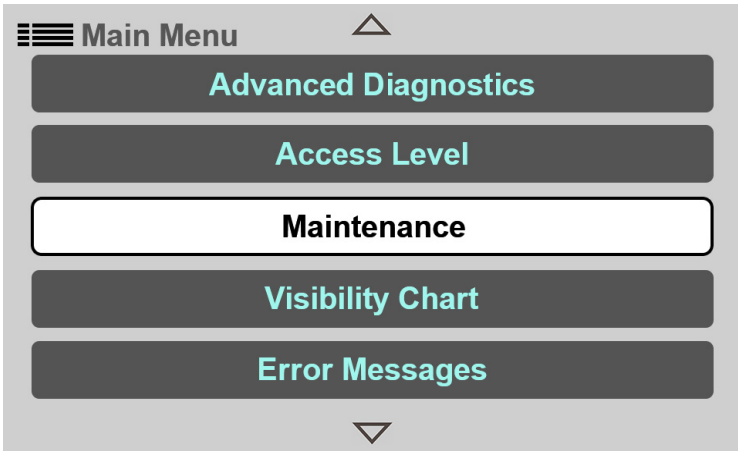 Main Menu
Advanced Diagnostics
Access Level
Maintenance
Visibility Chart
Error Messages